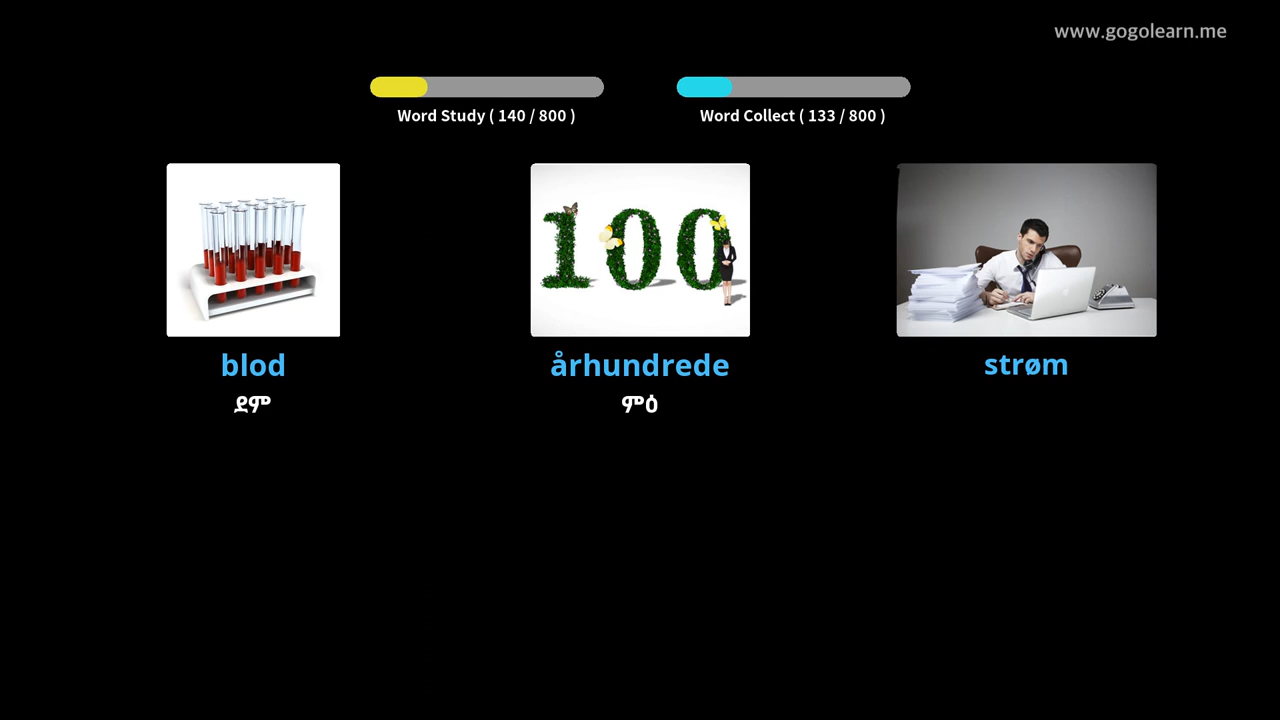 www.gogolearn.me
Word Study ( 140 / 800 )
Word Collect ( 133 / 800 )
100
blod
århundrede
strøm
ደም
ምዕ